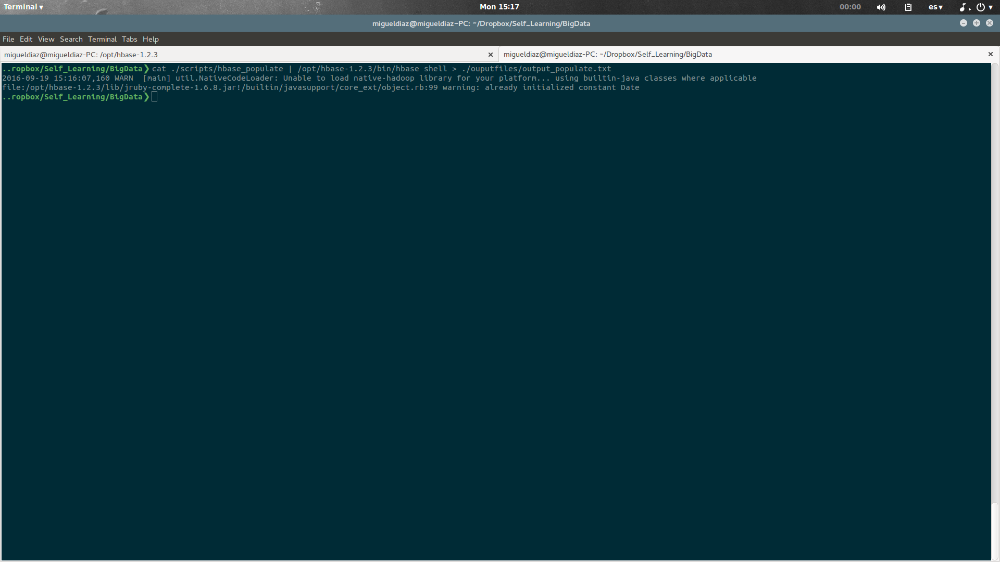 Terminal ▾ Mon 15:17 00:00 es▾
migueldiaz@migueldiaz-PC: ~/Dropbox/Self_Learning/BigData
File Edit View Search Terminal Tabs Help
migueldiaz@migueldiaz-PC: /opt/hbase-1.2.3 × migueldiaz@migueldiaz-PC: ~/Dropbox/Self_Learning/BigData ×
..ropbox/Self_Learning/BigData❯ cat ./scripts/hbase_populate | /opt/hbase-1.2.3/bin/hbase shell > ./ouputfiles/output_populate.txt
2016-09-19 15:16:07,160 WARN  [main] util.NativeCodeLoader: Unable to load native-hadoop library for your platform... using builtin-java classes where applicable
file:/opt/hbase-1.2.3/lib/jruby-complete-1.6.8.jar!/builtin/javasupport/core_ext/object.rb:99 warning: already initialized constant Date
..ropbox/Self_Learning/BigData❯